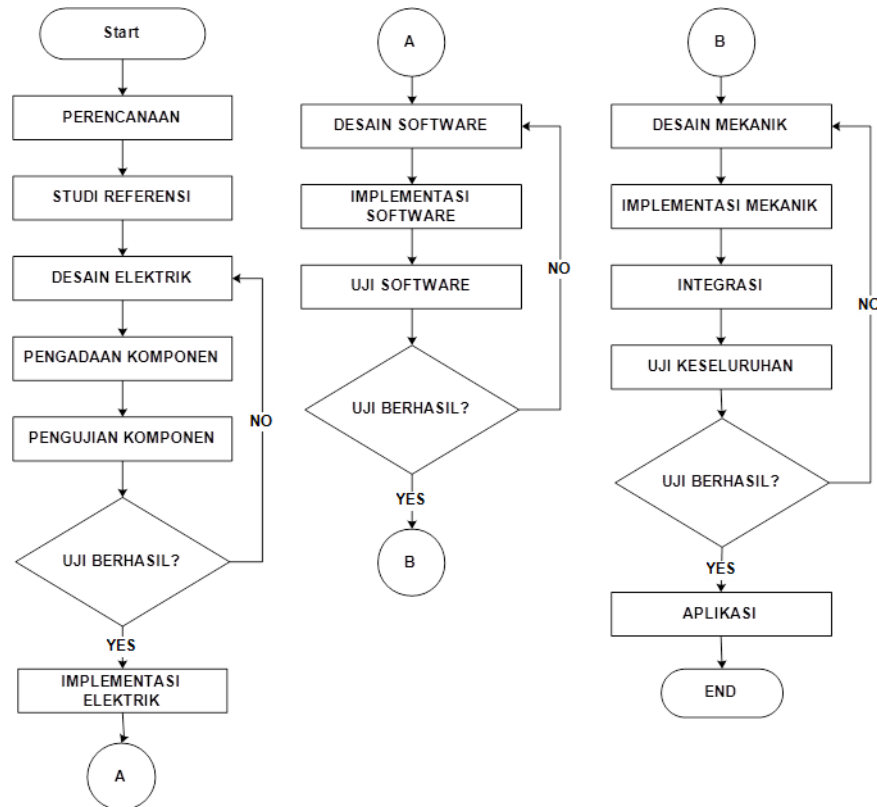 Start
PERENCANAAN
STUDI REFERENSI
DESAIN ELEKTRIK
PENGADAAN KOMPONEN
NO
PENGUJIAN KOMPONEN
UJI BERHASIL?
YES
IMPLEMENTASI
ELEKTRIK
A
A
DESAIN SOFTWARE
IMPLEMENTASI
SOFTWARE
NO
UJI SOFTWARE
UJI BERHASIL?
YES
B
B
DESAIN MEKANIK
IMPLEMENTASI MEKANIK
INTEGRASI
NO
UJI KESELURUHAN
UJI BERHASIL?
YES
APLIKASI
END